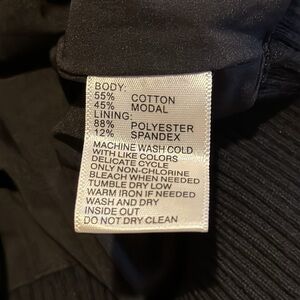 BODY:
55% COTTON
45% MODAL
LINING:
88% POLYESTER
12% SPANDEX
MACHINE WASH COLD
WITH LIKE COLORS
DELICATE CYCLE
ONLY NON-CHLORINE
BLEACH WHEN NEEDED
TUMBLE DRY LOW
WARM IRON IF NEEDED
WASH AND DRY
INSIDE OUT
DO NOT DRY CLEAN